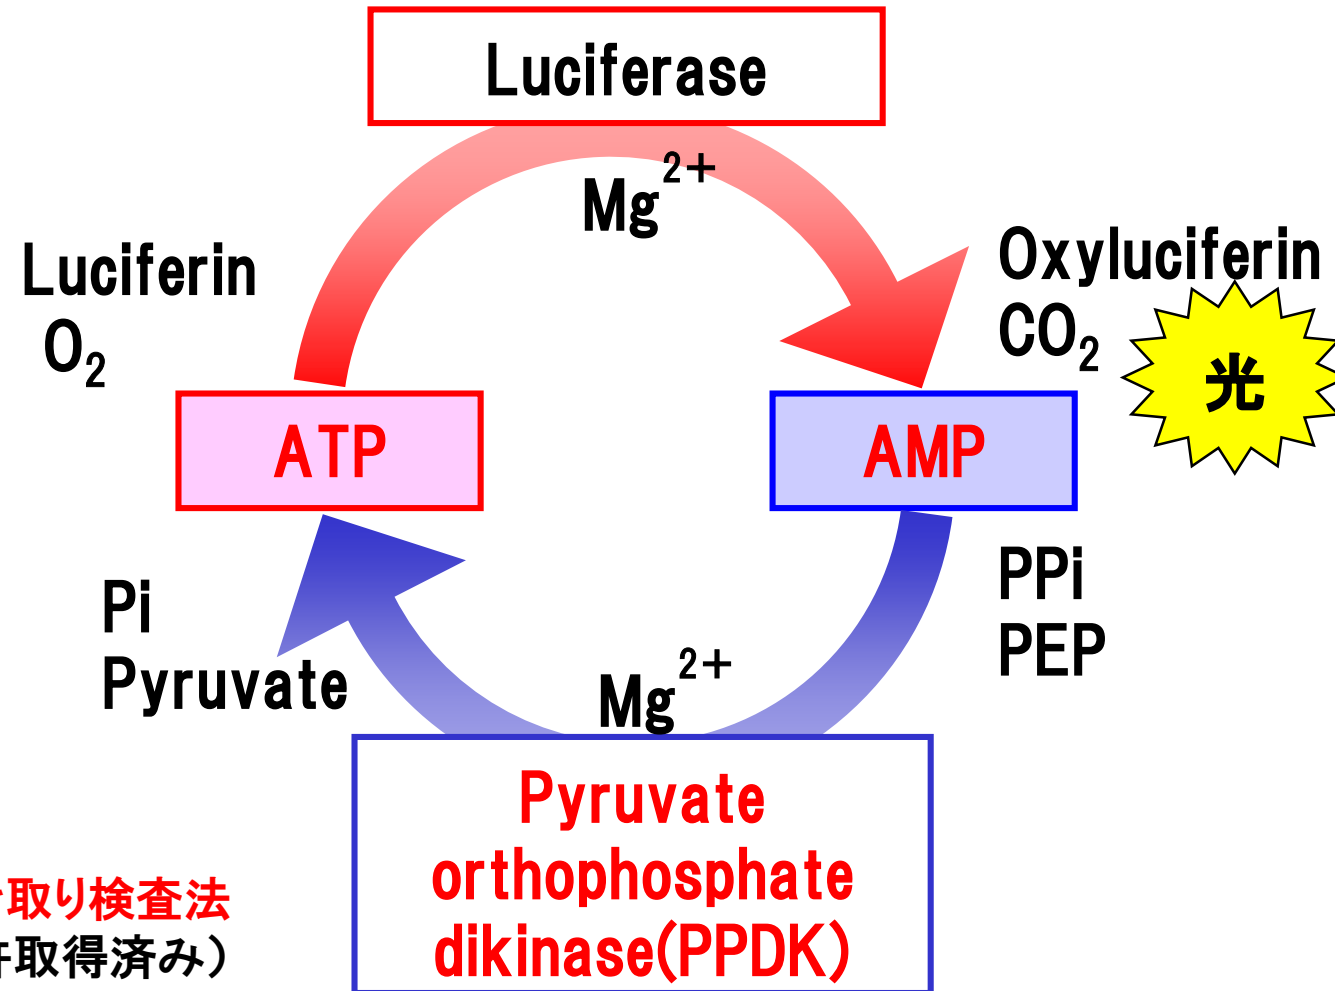 Luciferase
Mg2+
Luciferin
O2
Oxyluciferin
CO2
光
ATP
AMP
Pi
Pyruvate
PPi
PEP
Mg2+
Pyruvate
orthophosphate
dikinase(PPDK)
取り検査法
取得済み)